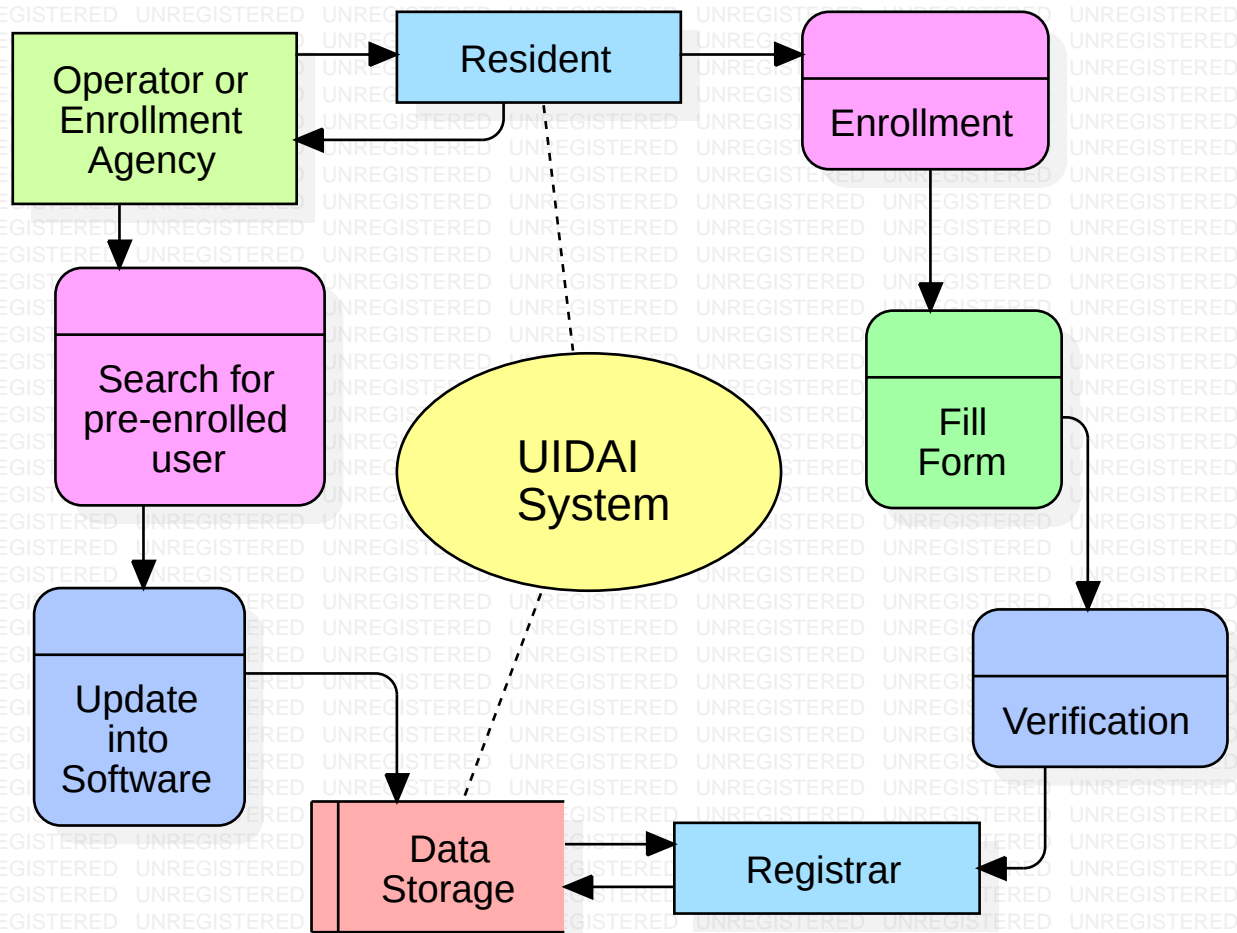 Operator or
Enrollment
Agency
Resident
Enrollment
Search for
pre-enrolled
user
UIDAI
System
Fill
Form
Update
into
Software
Verification
Data
Storage
Registrar
UNREGISTERED